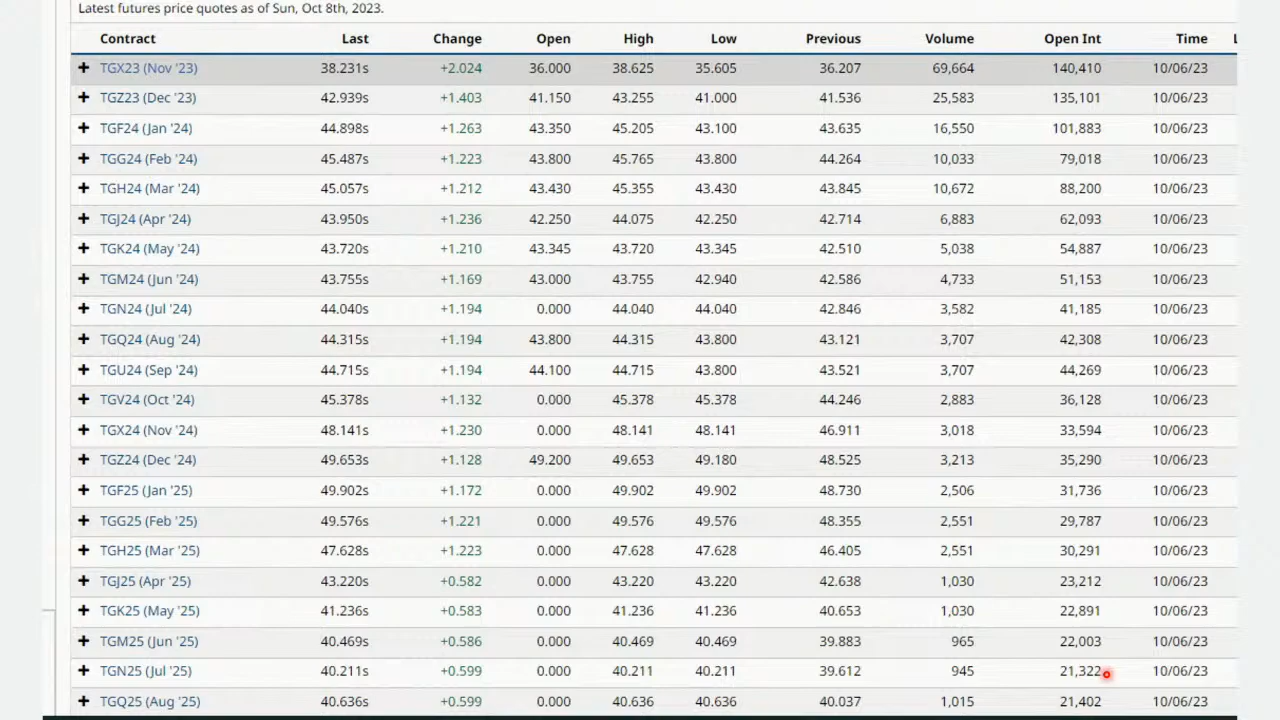 Latest futures price quotes as of Sun, Oct 8th, 2023.
Contract Last Change Open High Low Previous Volume Open Int Time
+ TGX23 (Nov '23) 38.231s +2.024 36.000 38.625 35.605 36.207 69,664 140,410 10/06/23
+ TGZ23 (Dec '23) 42.939s +1.403 41.150 43.255 41.000 41.536 25,583 135,101 10/06/23
+ TGF24 (Jan '24) 44.898s +1.263 43.350 45.205 43.100 43.635 16,550 101,883 10/06/23
+ TGG24 (Feb '24) 45.487s +1.223 43.800 45.765 43.800 44.264 10,033 79,018 10/06/23
+ TGH24 (Mar '24) 45.057s +1.212 43.430 45.355 43.430 43.845 10,672 88,200 10/06/23
+ TGJ24 (Apr '24) 43.950s +1.236 42.250 44.075 42.250 42.714 6,883 62,093 10/06/23
+ TGK24 (May '24) 43.720s +1.210 43.345 43.720 43.345 42.510 5,038 54,887 10/06/23
+ TGM24 (Jun '24) 43.755s +1.169 43.000 43.755 42.940 42.586 4,733 51,153 10/06/23
+ TGN24 (Jul '24) 44.040s +1.194 0.000 44.040 44.040 42.846 3,582 41,185 10/06/23
+ TGQ24 (Aug '24) 44.315s +1.194 43.800 44.315 43.800 43.121 3,707 42,308 10/06/23
+ TGU24 (Sep '24) 44.715s +1.194 44.100 44.715 43.800 43.521 3,707 44,269 10/06/23
+ TGV24 (Oct '24) 45.378s +1.132 0.000 45.378 45.378 44.246 2,883 36,128 10/06/23
+ TGX24 (Nov '24) 48.141s +1.230 0.000 48.141 48.141 46.911 3,018 33,594 10/06/23
+ TGZ24 (Dec '24) 49.653s +1.128 49.200 49.653 49.180 48.525 3,213 35,290 10/06/23
+ TGF25 (Jan '25) 49.902s +1.172 0.000 49.902 49.902 48.730 2,506 31,736 10/06/23
+ TGG25 (Feb '25) 49.576s +1.221 0.000 49.576 49.576 48.355 2,551 29,787 10/06/23
+ TGH25 (Mar '25) 47.628s +1.223 0.000 47.628 47.628 46.405 2,551 30,291 10/06/23
+ TGJ25 (Apr '25) 43.220s +0.582 0.000 43.220 43.220 42.638 1,030 23,212 10/06/23
+ TGK25 (May '25) 41.236s +0.583 0.000 41.236 41.236 40.653 1,030 22,891 10/06/23
+ TGM25 (Jun '25) 40.469s +0.586 0.000 40.469 40.469 39.883 965 22,003 10/06/23
+ TGN25 (Jul '25) 40.211s +0.599 0.000 40.211 40.211 39.612 945 21,322 10/06/23
+ TGQ25 (Aug '25) 40.636s +0.599 0.000 40.636 40.636 40.037 1,015 21,402 10/06/23